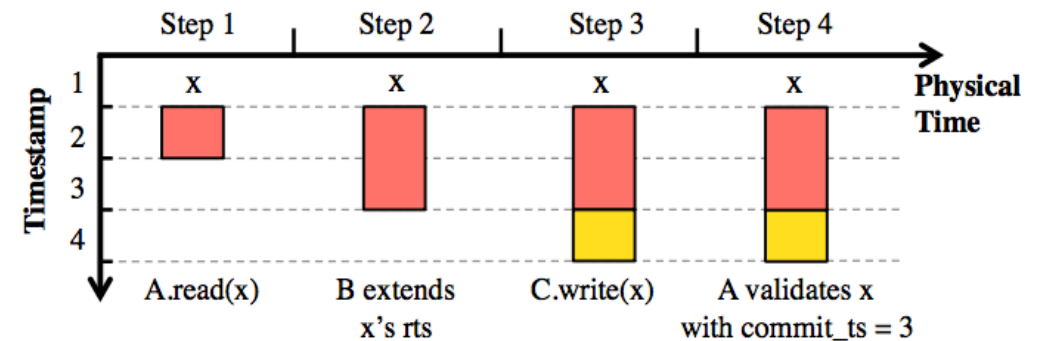 Step 1 Step 2 Step 3 Step 4
1 x x x x Physical
Time
Timestamp
2
3
4
A.read(x) B extends C.write(x) A validates x
x's rts with commit_ts = 3